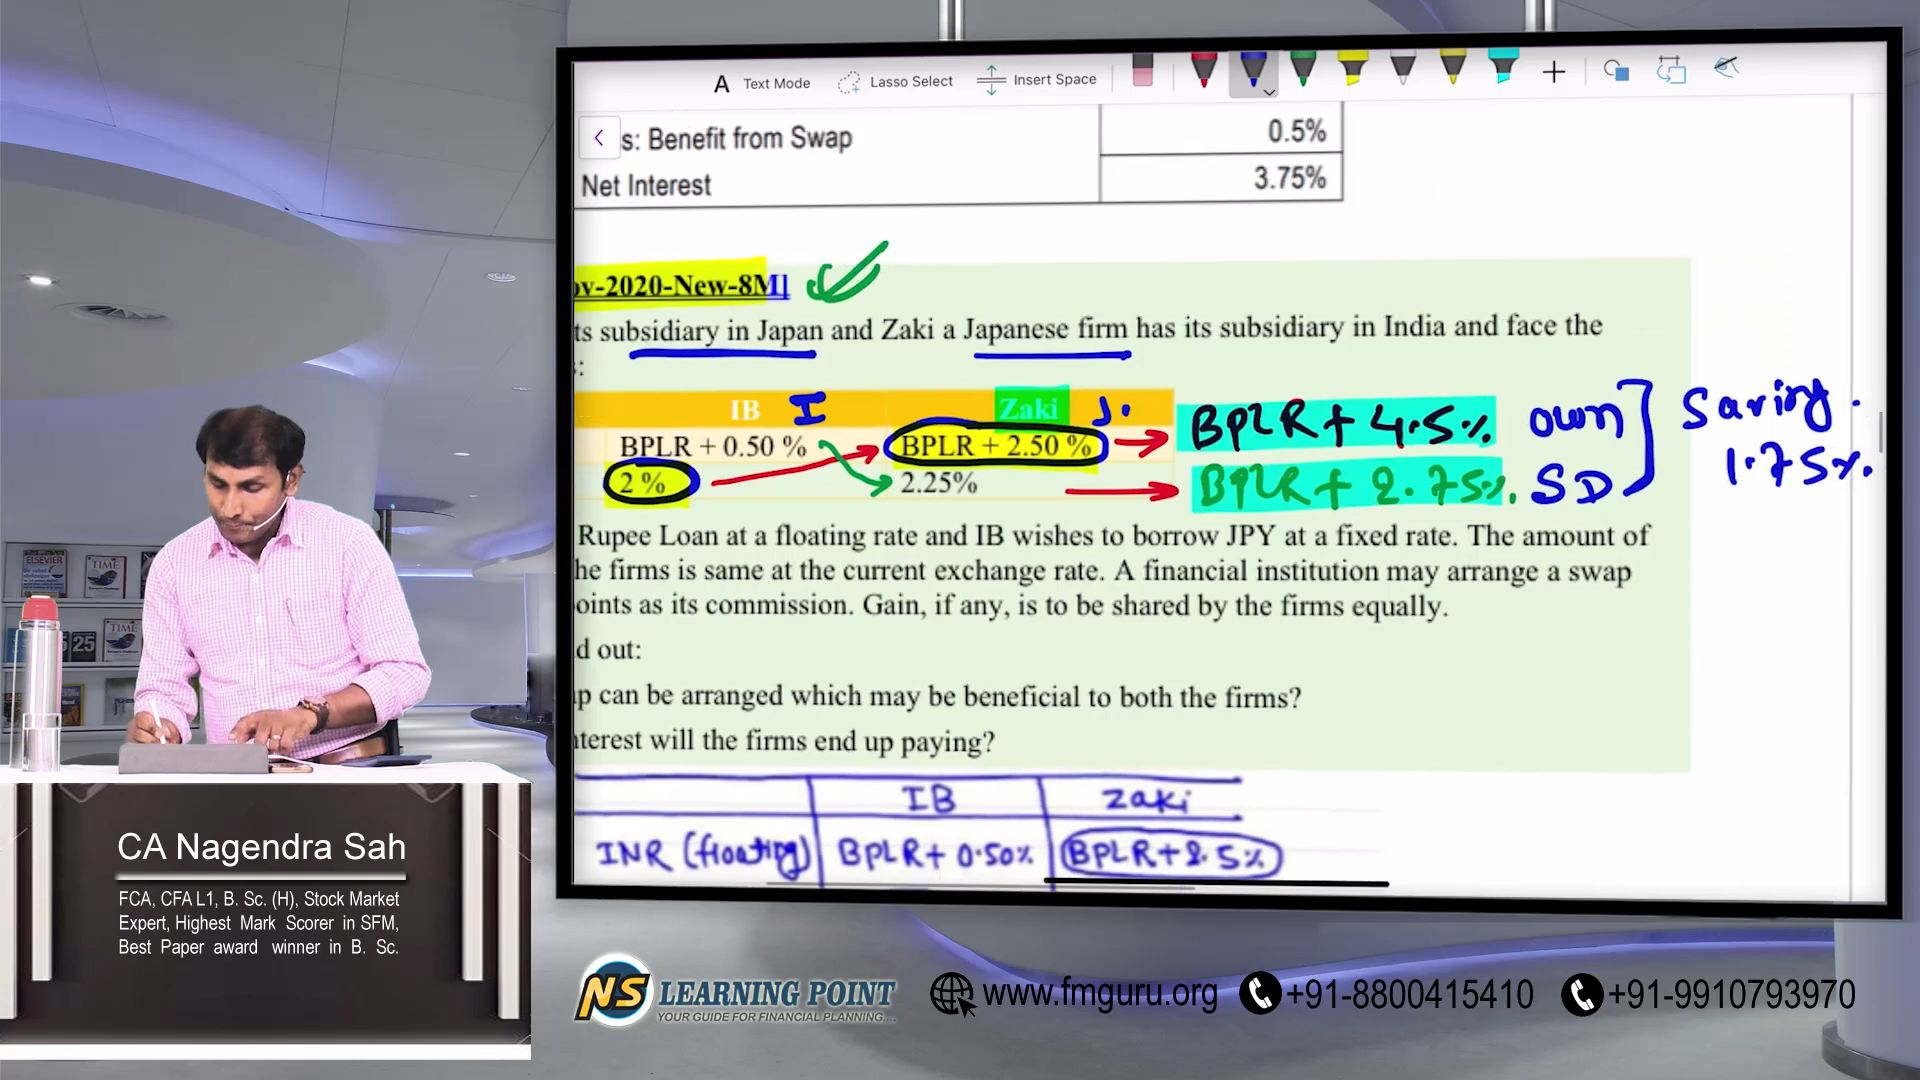 A Text Mode Lasso Select Insert Space
s: Benefit from Swap 0.5%
Net Interest 3.75%
ov-2020-New-8M]
ts subsidiary in Japan and Zaki a Japanese firm has its subsidiary in India and face the
:
IB I Zaki J.
BPLR + 0.50 % BPLR + 2.50 % BPLR + 4.5% own Saving.
2 % 2.25% BPLR + 2.75%. SD 1.75%.
Rupee Loan at a floating rate and IB wishes to borrow JPY at a fixed rate. The amount of
he firms is same at the current exchange rate. A financial institution may arrange a swap
oints as its commission. Gain, if any, is to be shared by the firms equally.
d out:
p can be arranged which may be beneficial to both the firms?
terest will the firms end up paying?
IB Zaki
INR (floating) BPLR + 0.50% BPLR + 2.5%
ELSEVIER
TIME
TIME
25
CA Nagendra Sah
FCA, CFA L1, B. Sc. (H), Stock Market
Expert, Highest Mark Scorer in SFM,
Best Paper award winner in B. Sc.
NS LEARNING POINT
YOUR GUIDE FOR FINANCIAL PLANNING....
www.fmguru.org +91-8800415410 +91-9910793970